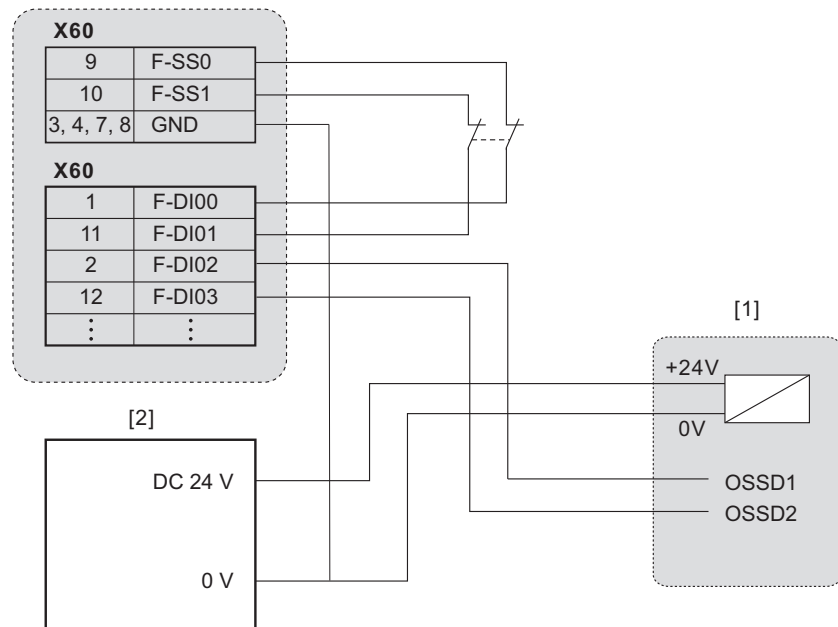 X60
9 F-SS0
10 F-SS1
3, 4, 7, 8 GND
X60
1 F-DI00
11 F-DI01
2 F-DI02
12 F-DI03
⋮ ⋮
[1]
+24V
0V
OSSD1
OSSD2
[2]
DC 24 V
0 V